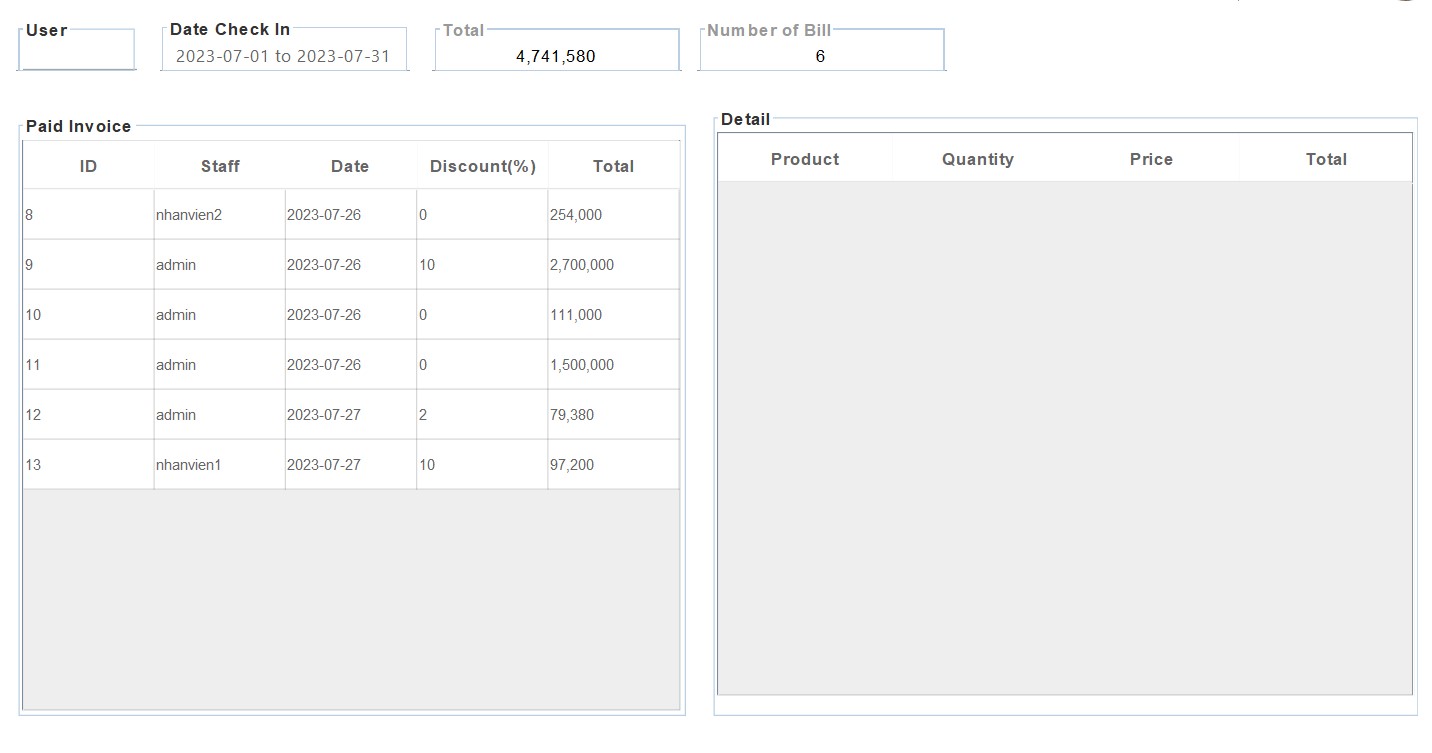 User
Date Check In
2023-07-01 to 2023-07-31
Total
4,741,580
Number of Bill
6
Paid Invoice
ID Staff Date Discount(%) Total
8 nhanvien2 2023-07-26 0 254,000
9 admin 2023-07-26 10 2,700,000
10 admin 2023-07-26 0 111,000
11 admin 2023-07-26 0 1,500,000
12 admin 2023-07-27 2 79,380
13 nhanvien1 2023-07-27 10 97,200
Detail
Product Quantity Price Total